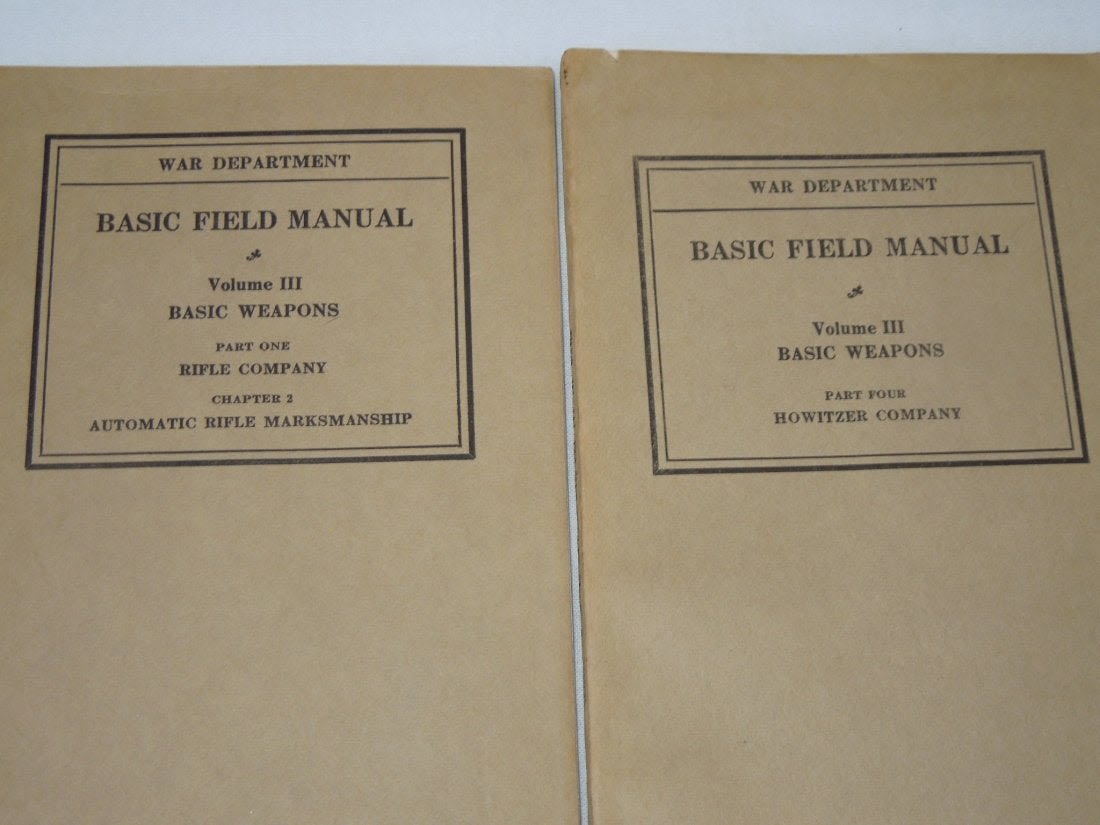 WAR DEPARTMENT
BASIC FIELD MANUAL
Volume III
BASIC WEAPONS
PART ONE
RIFLE COMPANY
CHAPTER 2
AUTOMATIC RIFLE MARKSMANSHIP
WAR DEPARTMENT
BASIC FIELD MANUAL
Volume III
BASIC WEAPONS
PART FOUR
HOWITZER COMPANY